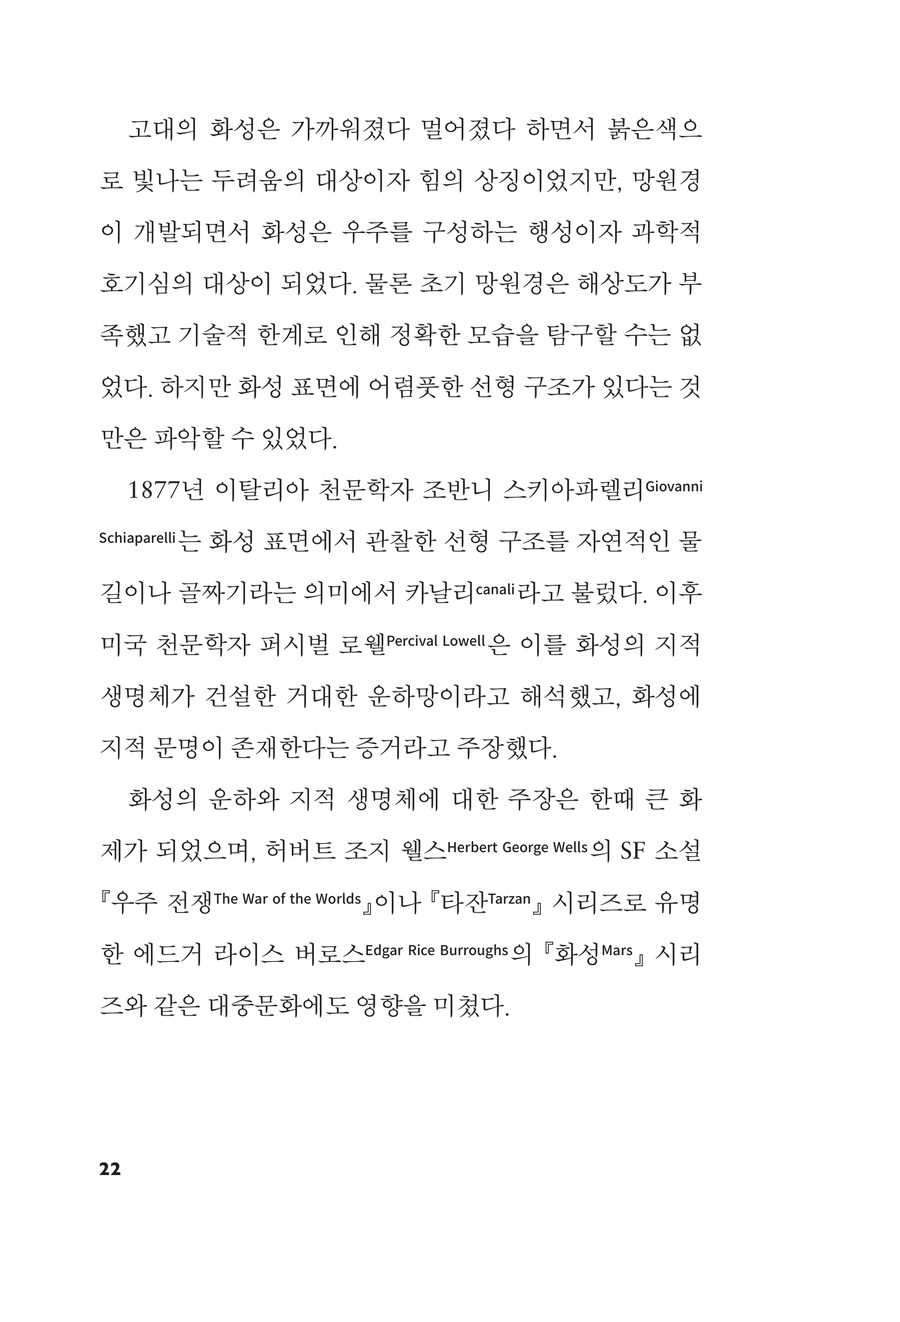 고대의 화성은 가까워졌다 멀어졌다 하면서 붉은색으
로 빛나는 두려움의 대상이자 힘의 상징이었지만, 망원경
이 개발되면서 화성은 우주를 구성하는 행성이자 과학적
호기심의 대상이 되었다. 물론 초기 망원경은 해상도가 부
족했고 기술적 한계로 인해 정확한 모습을 탐구할 수는 없
었다. 하지만 화성 표면에 어렴풋한 선형 구조가 있다는 것
만은 파악할 수 있었다.
1877년 이탈리아 천문학자 조반니 스키아파렐리Giovanni
Schiaparelli는 화성 표면에서 관찰한 선형 구조를 자연적인 물
길이나 골짜기라는 의미에서 카날리canali라고 불렀다. 이후
미국 천문학자 퍼시벌 로웰Percival Lowell은 이를 화성의 지적
생명체가 건설한 거대한 운하망이라고 해석했고, 화성에
지적 문명이 존재한다는 증거라고 주장했다.
화성의 운하와 지적 생명체에 대한 주장은 한때 큰 화
제가 되었으며, 허버트 조지 웰스Herbert George Wells의 SF 소설
『우주 전쟁The War of the Worlds』이나 『타잔Tarzan』 시리즈로 유명
한 에드거 라이스 버로스Edgar Rice Burroughs의 『화성Mars』 시리
즈와 같은 대중문화에도 영향을 미쳤다.
22